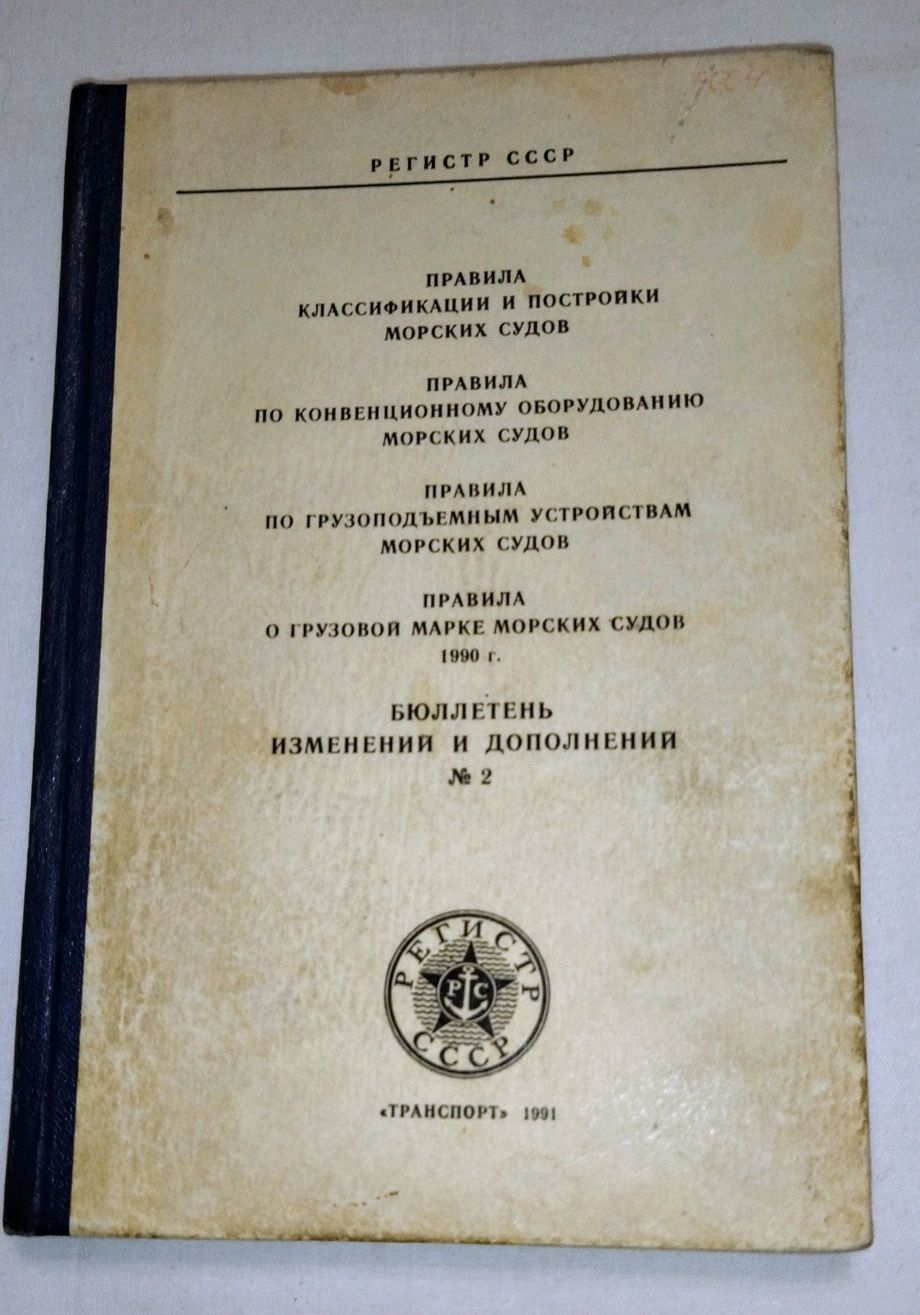 РЕГИСТР СССР
ПРАВИЛА
КЛАССИФИКАЦИИ И ПОСТРОЙКИ
МОРСКИХ СУДОВ
ПРАВИЛА
ПО КОНВЕНЦИОННОМУ ОБОРУДОВАНИЮ
МОРСКИХ СУДОВ
ПРАВИЛА
ПО ГРУЗОПОДЪЕМНЫМ УСТРОЙСТВАМ
МОРСКИХ СУДОВ
ПРАВИЛА
О ГРУЗОВОЙ МАРКЕ МОРСКИХ СУДОВ
1990 г.
БЮЛЛЕТЕНЬ
ИЗМЕНЕНИЙ И ДОПОЛНЕНИЙ
№ 2
РЕГИСТР
РС
СССР
«ТРАНСПОРТ» 1991